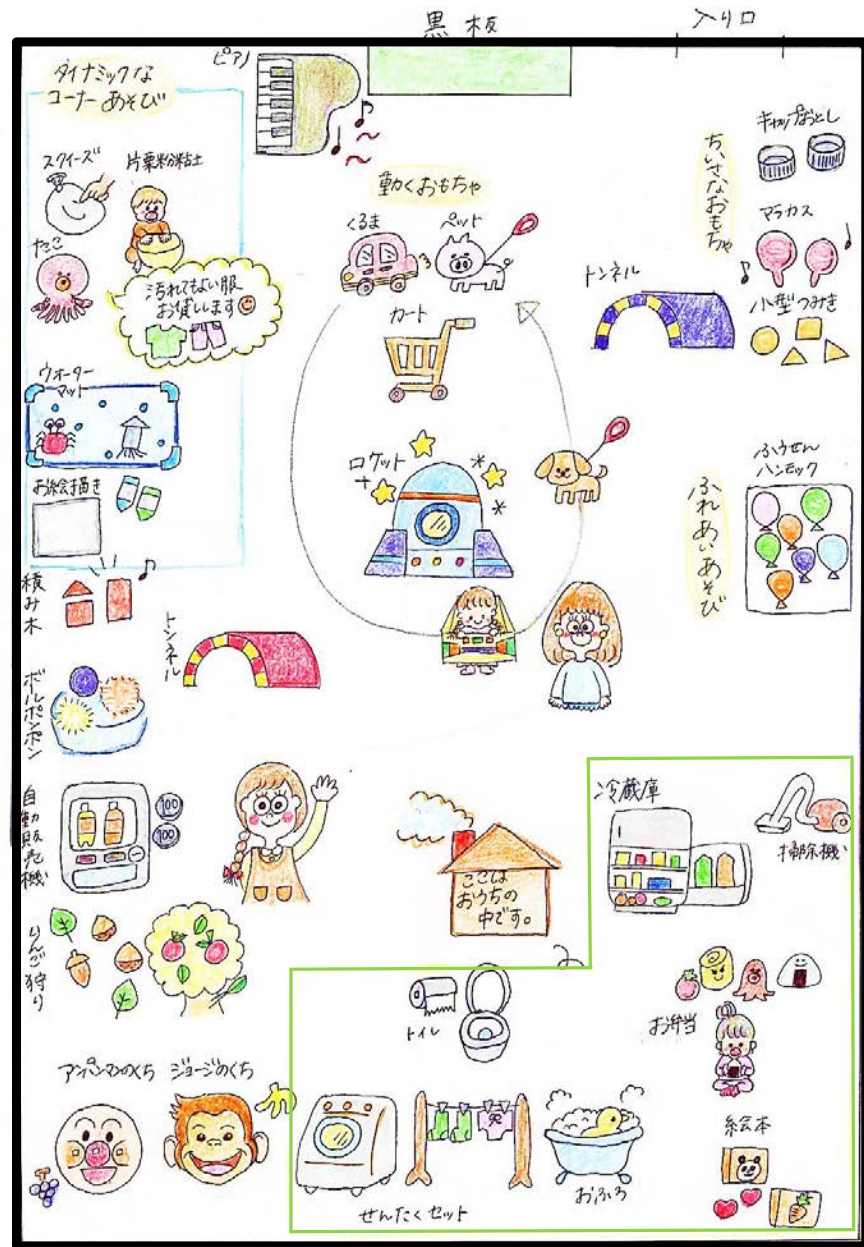 黒板
入り口
ピアノ
ダイナミックな
コーナーあそび
スクイーズ
片栗粉粘土
たこ
汚れてもよい服
お貸しします
ウォーター
マット
お絵描き
積み木
ボールポンポン
自動販売機
100
100
りんご狩り
アンパンマンのくち
ジョージのくち
動くおもちゃ
くるま
ペット
カート
ロケット
トンネル
トンネル
ちいさなおもちゃ
キャップおとし
マラカス
小型つみき
ふれあいあそび
ふうせん
ハンモック
ここは
おうちの
中です。
冷蔵庫
掃除機
トイレ
お弁当
せんたくセット
おふろ
絵本